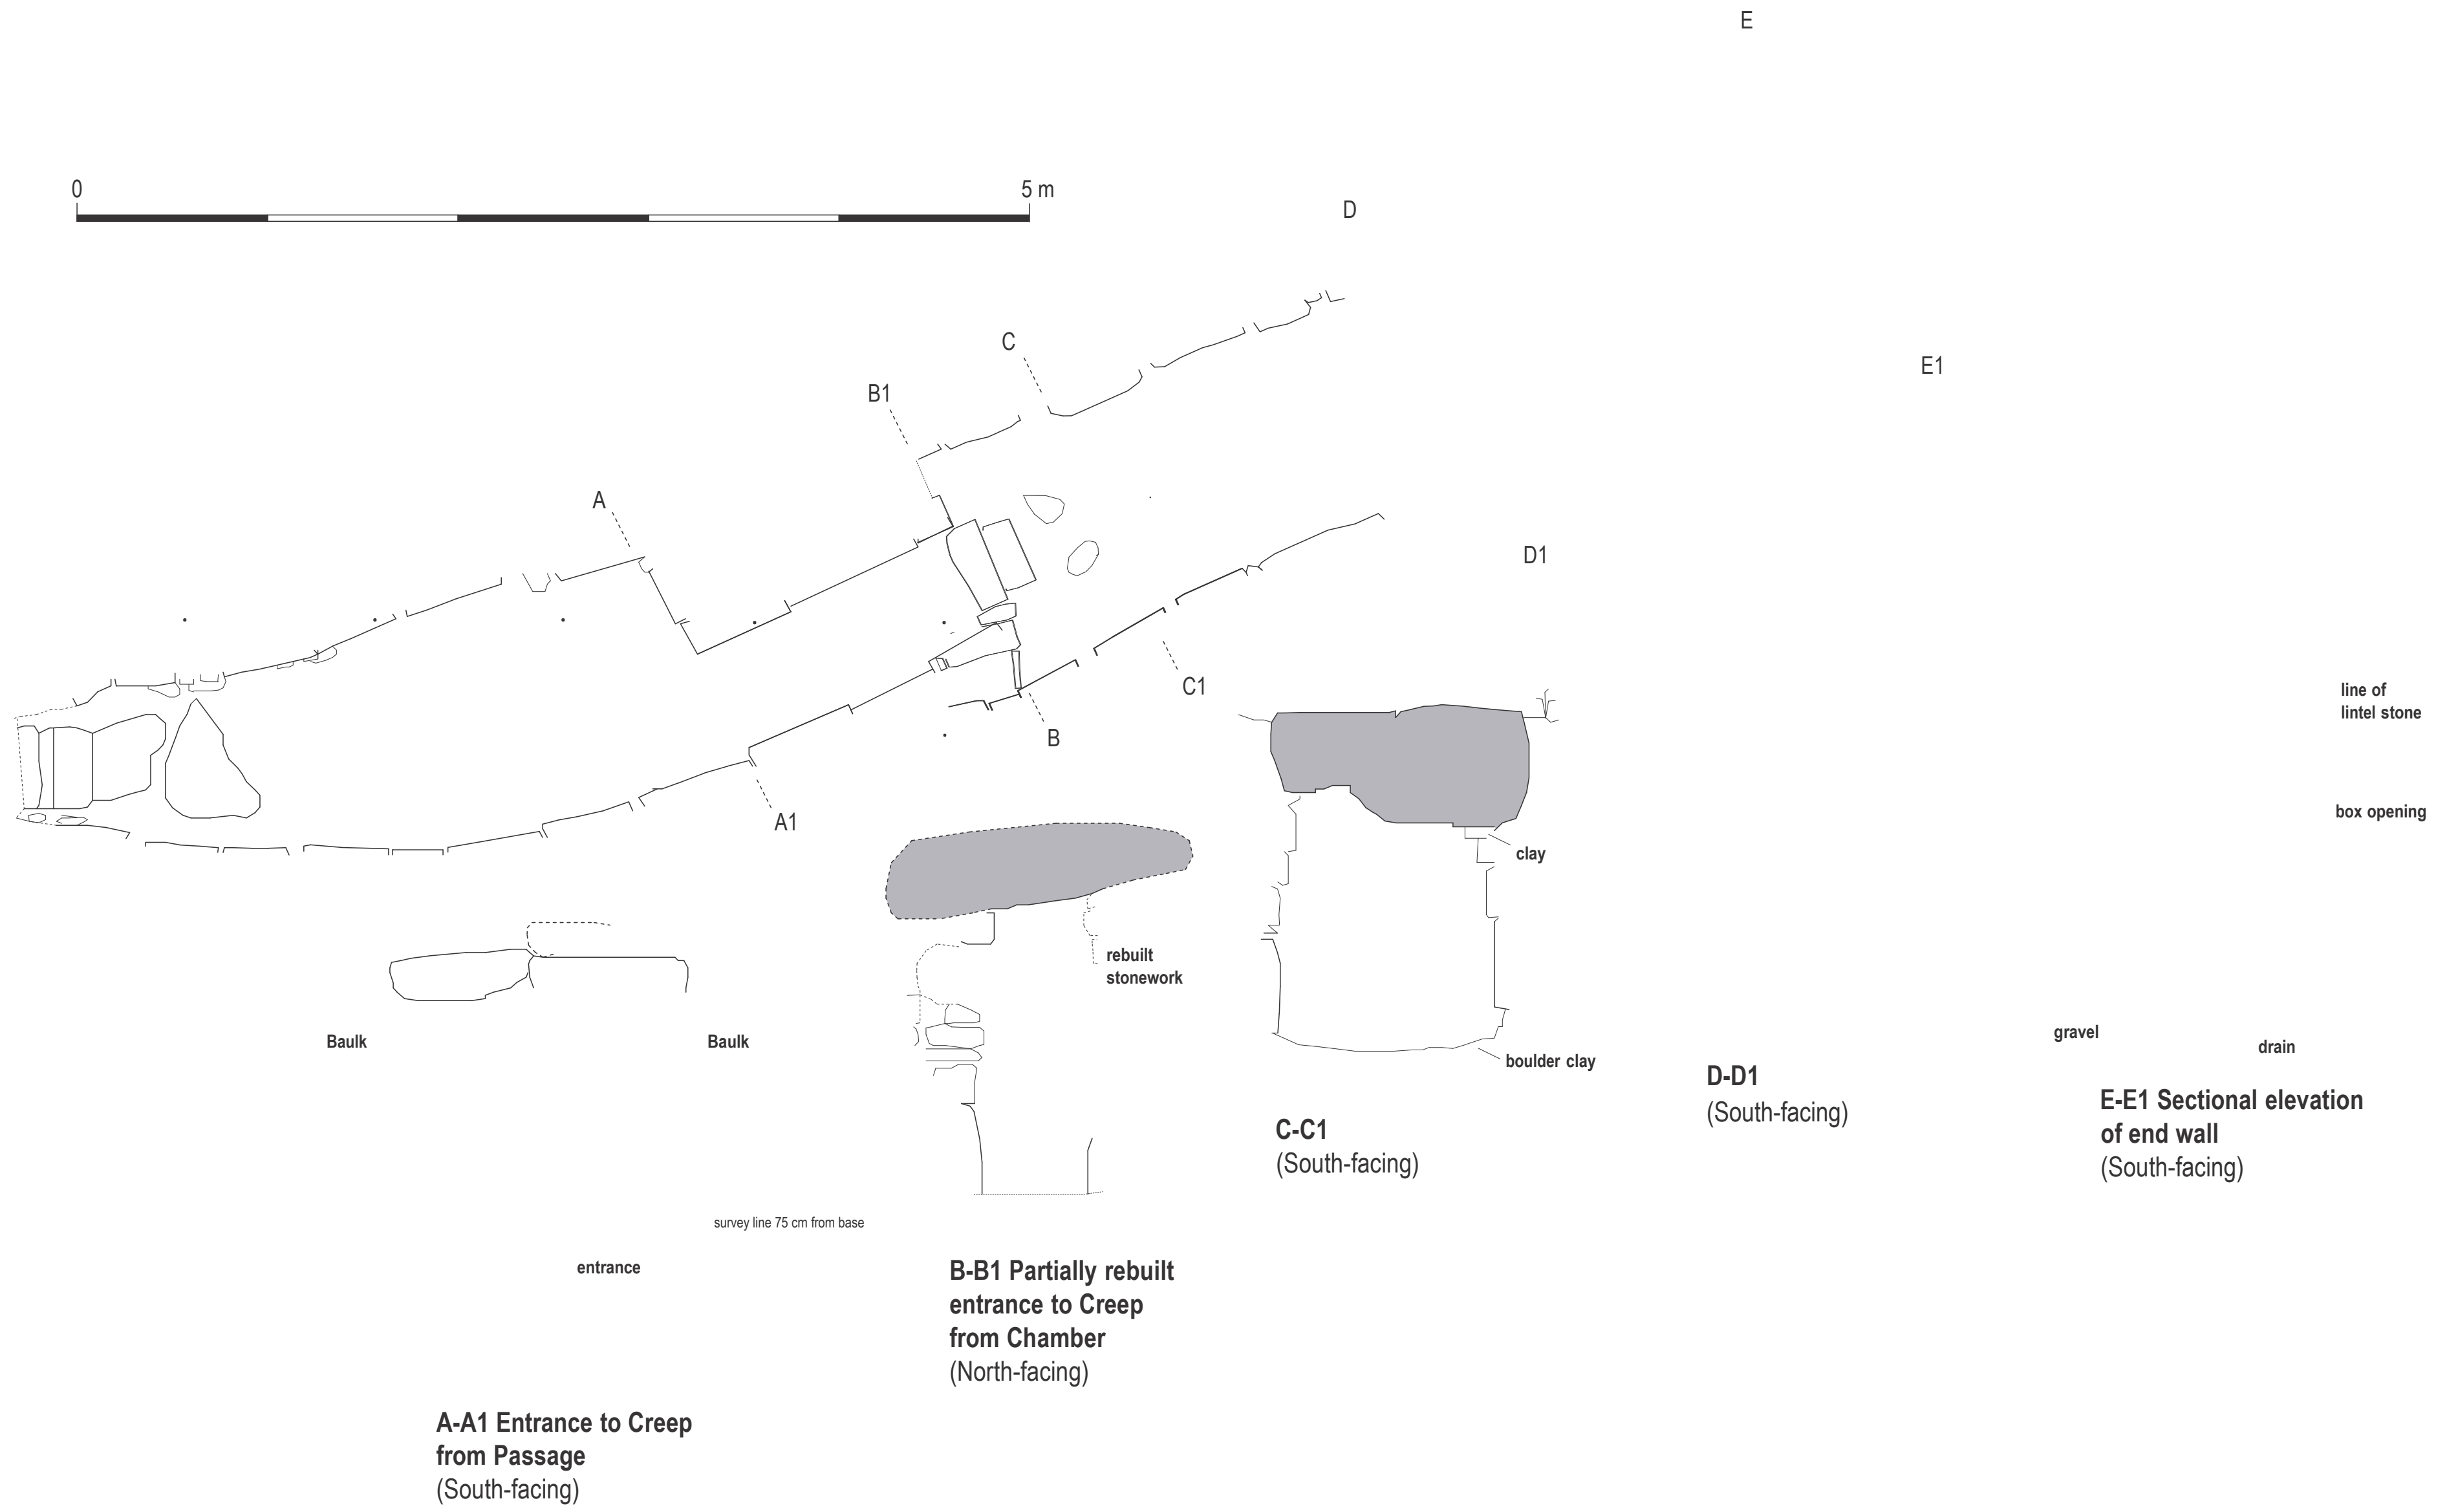 E
0
5 m
D
C
E1
B1
A
D1
C1
line of
lintel stone
B
box opening
A1
clay
rebuilt
stonework
gravel
Baulk
Baulk
drain
boulder clay
D-D1
(South-facing)
E-E1 Sectional elevation
of end wall
(South-facing)
C-C1
(South-facing)
survey line 75 cm from base
entrance
B-B1 Partially rebuilt
entrance to Creep
from Chamber
(North-facing)
A-A1 Entrance to Creep
from Passage
(South-facing)